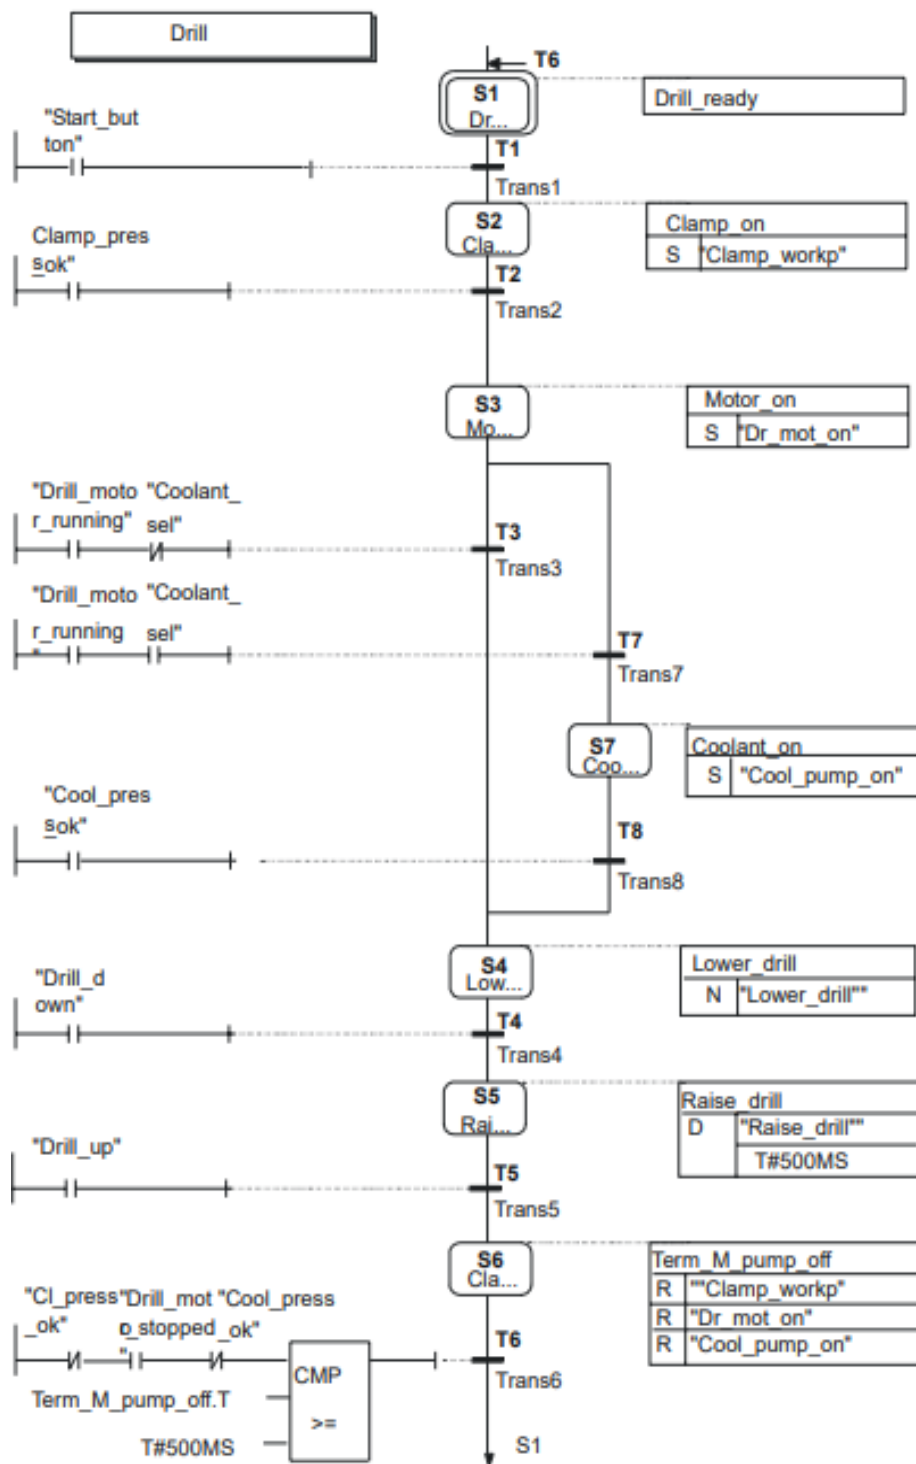 Drill
T6
S1
Dr...
Drill_ready
"Start_but
ton"
T1
Trans1
S2
Cla...
Clamp_on
S "Clamp_workp"
Clamp_pres
sok"
T2
Trans2
S3
Mo...
Motor_on
S "Dr_mot_on"
"Drill_moto "Coolant_
r_running" sel"
T3
Trans3
"Drill_moto "Coolant_
r_running sel"
"
T7
Trans7
S7
Coo...
Coolant_on
S "Cool_pump_on"
"Cool_pres
sok"
T8
Trans8
S4
Low...
Lower_drill
N "Lower_drill""
"Drill_d
own"
T4
Trans4
S5
Rai...
Raise_drill
D "Raise_drill""
T#500MS
"Drill_up"
T5
Trans5
S6
Cla...
Term_M_pump_off
R ""Clamp_workp"
R "Dr_mot_on"
R "Cool_pump_on"
"Cl_press "Drill_mot "Cool_press
_ok" o_stopped _ok"
"
T6
Trans6
CMP
>=
Term_M_pump_off.T
T#500MS
S1